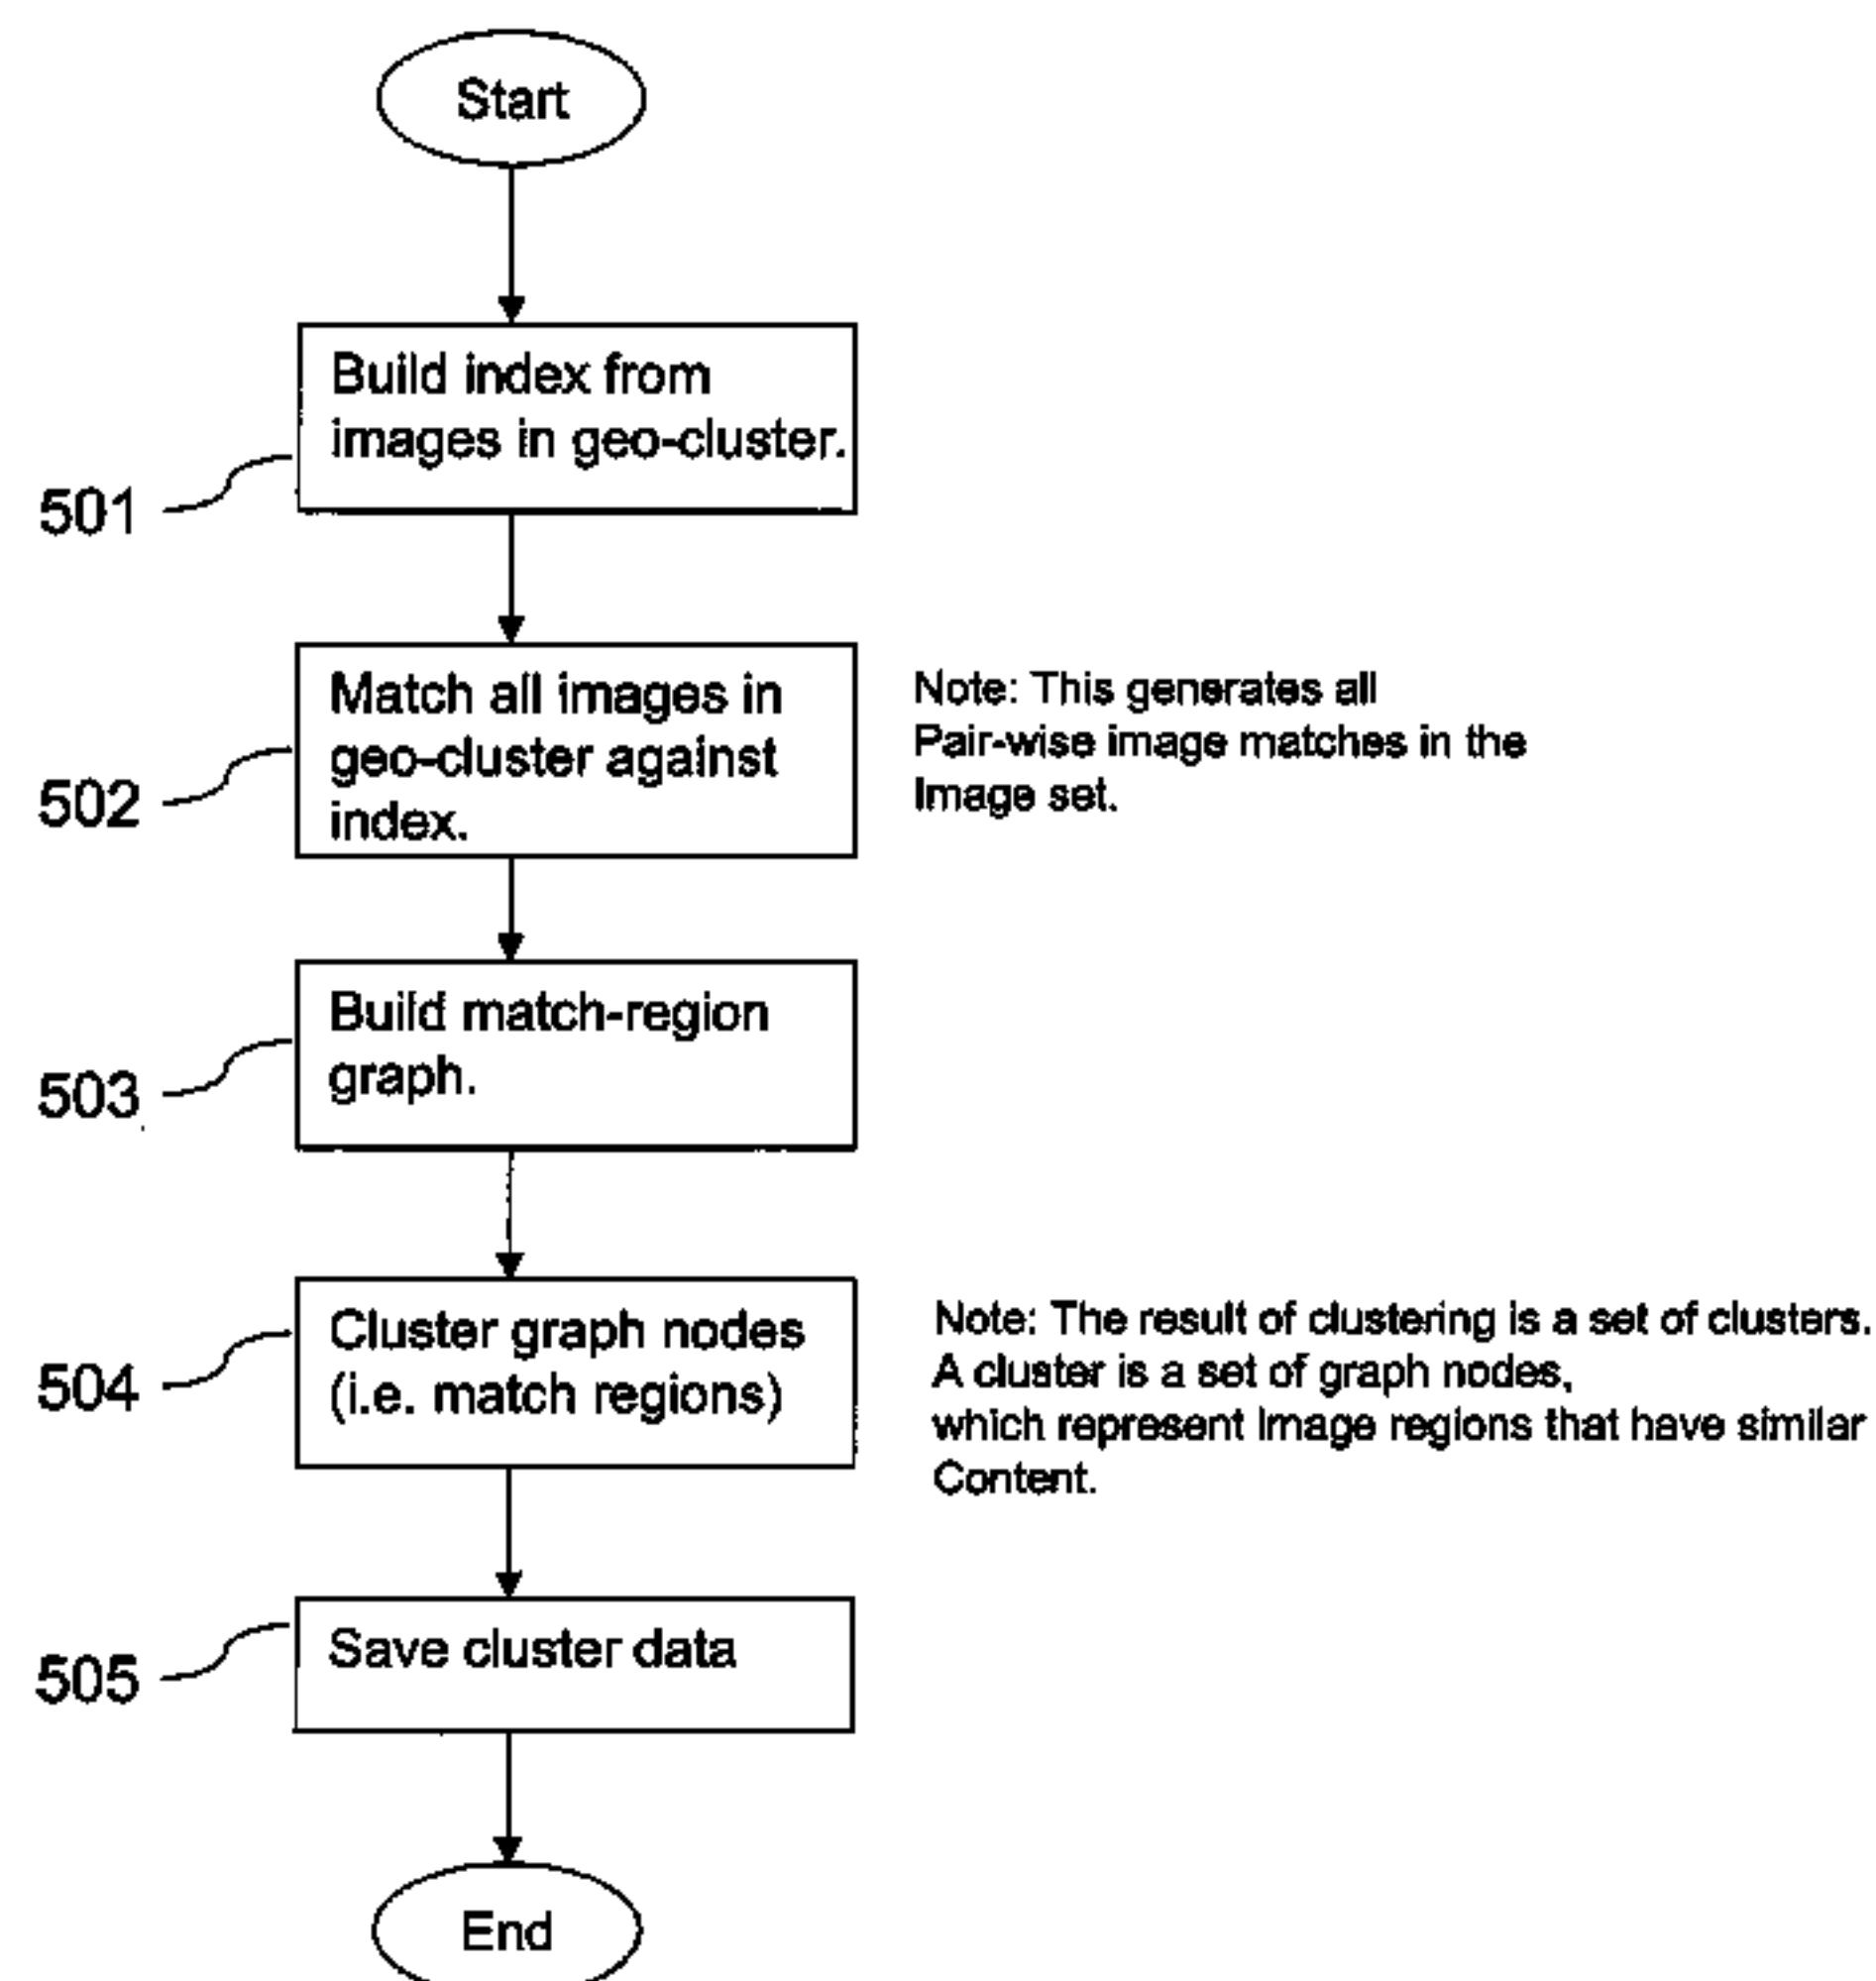 Start
Build index from
images in geo-cluster.
501
Match all images in
geo-cluster against
index.
502
Note: This generates all
Pair-wise image matches in the
Image set.
Build match-region
graph.
503
Cluster graph nodes
(i.e. match regions)
504
Note: The result of clustering is a set of clusters.
A cluster is a set of graph nodes,
which represent Image regions that have similar
Content.
Save cluster data
505
End